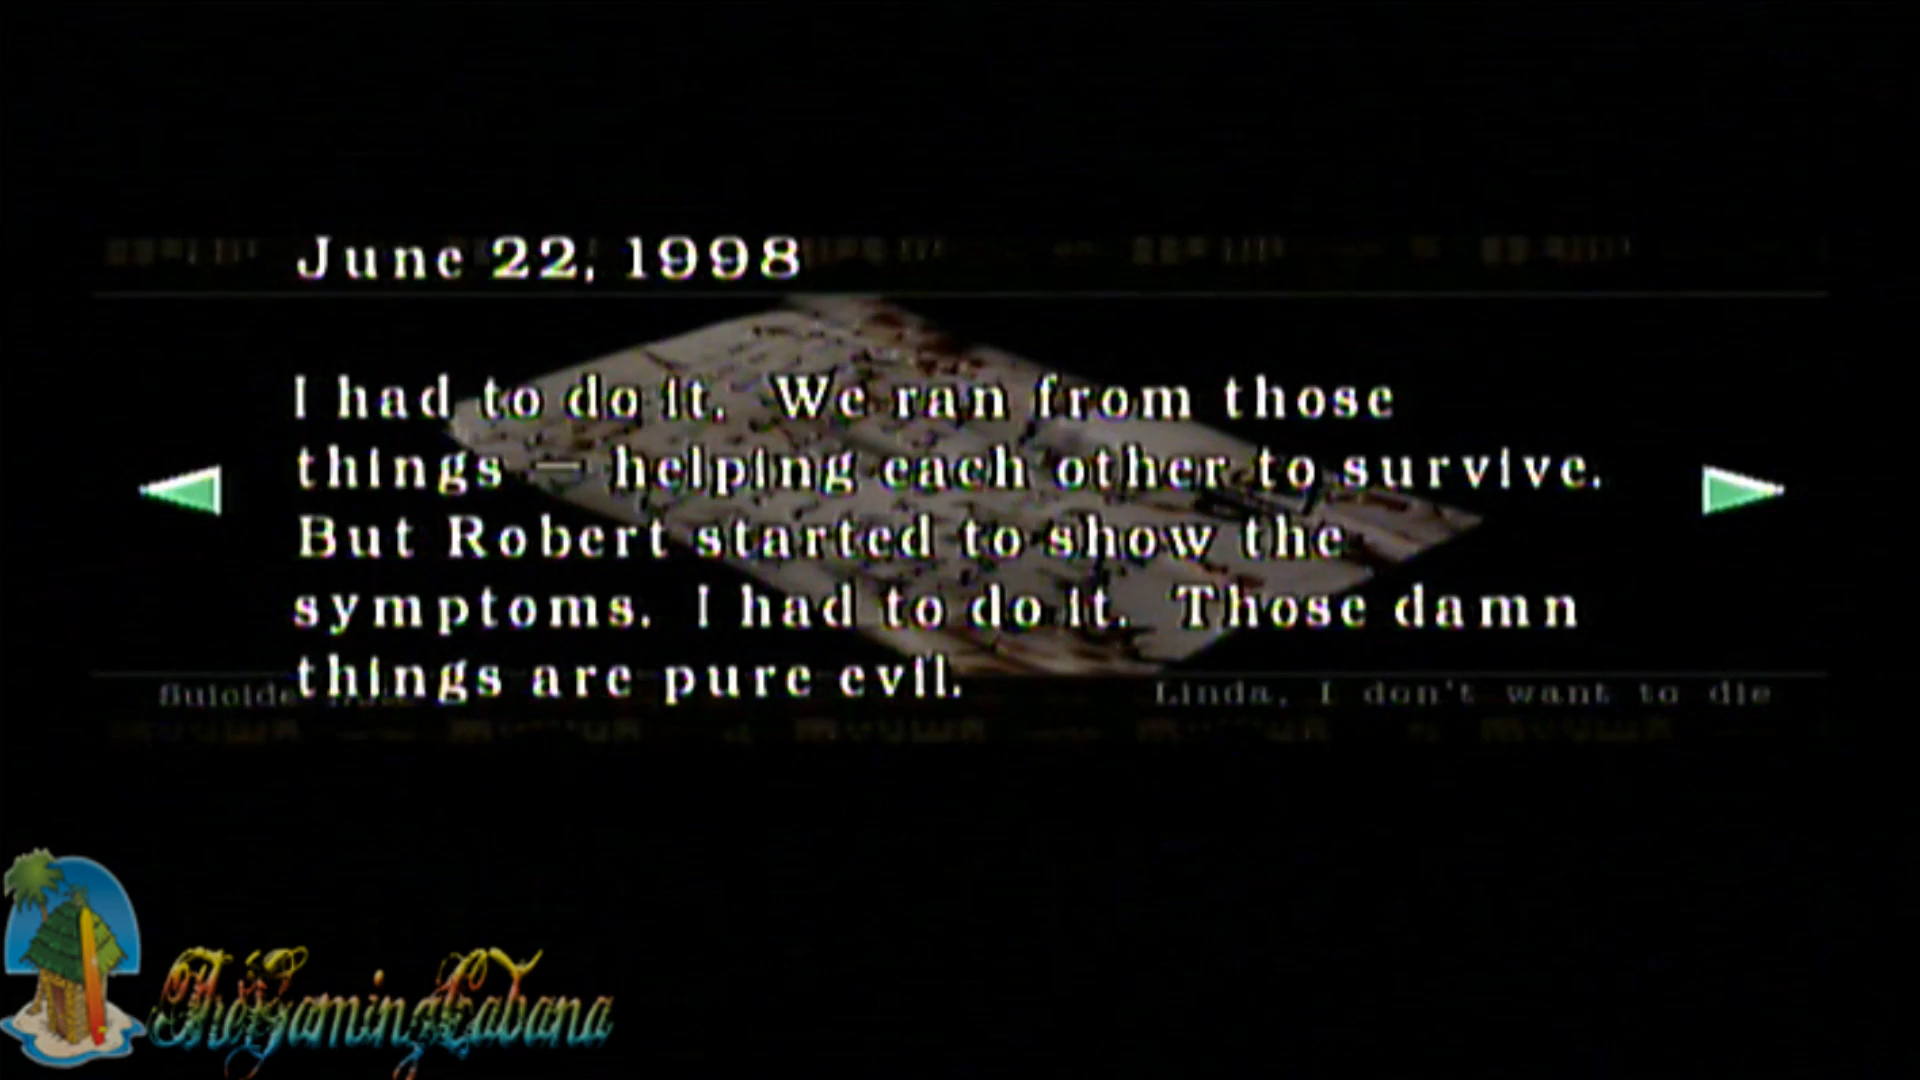 June 22, 1998
I had to do it. We ran from those
things — helping each other to survive.
But Robert started to show the
symptoms. I had to do it. Those damn
things are pure evil.
Suicide
Linda, I don't want to die
TheGamingCabana